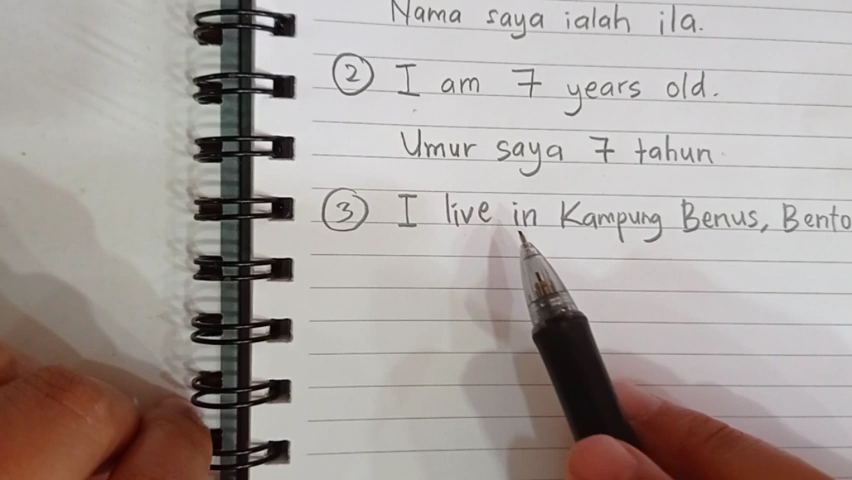 Nama saya ialah ila.
② I am 7 years old.
Umur saya 7 tahun.
③ I live in Kampung Benus, Bento